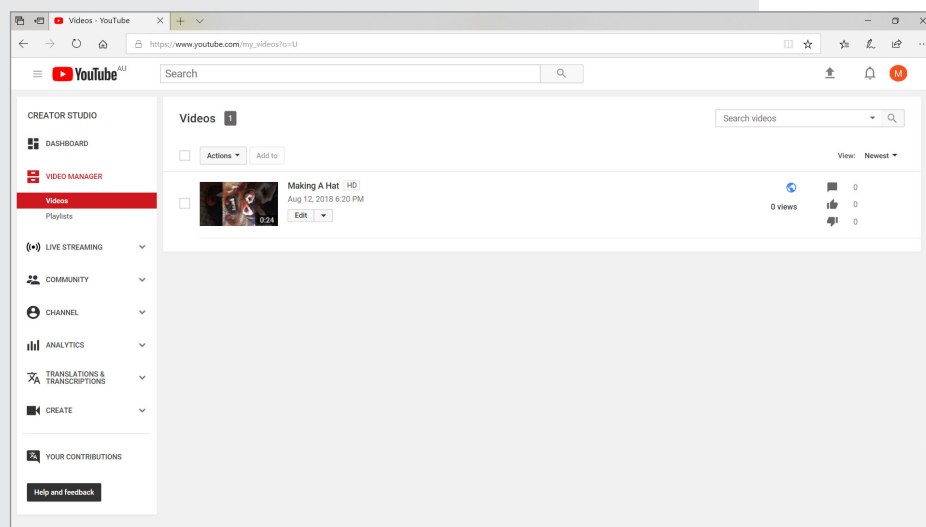 Videos - YouTube
https://www.youtube.com/my_videos?o=U
YouTube AU
Search
M
CREATOR STUDIO
DASHBOARD
VIDEO MANAGER
Videos
Playlists
LIVE STREAMING
COMMUNITY
CHANNEL
ANALYTICS
TRANSLATIONS &
TRANSCRIPTIONS
CREATE
YOUR CONTRIBUTIONS
Help and feedback
Videos 1
Search videos
Actions Add to
View: Newest
0:24
Making A Hat HD
Aug 12, 2018 6:20 PM
Edit
0 views
0
0
0